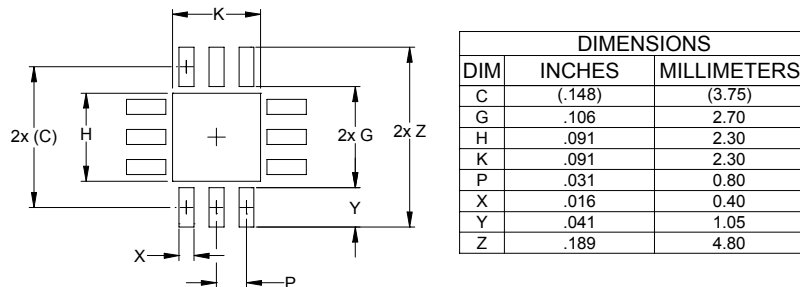 K
2x (C)
H
2x G
2x Z
Y
X
P
DIMENSIONS
DIM INCHES MILLIMETERS
C (.148) (3.75)
G .106 2.70
H .091 2.30
K .091 2.30
P .031 0.80
X .016 0.40
Y .041 1.05
Z .189 4.80